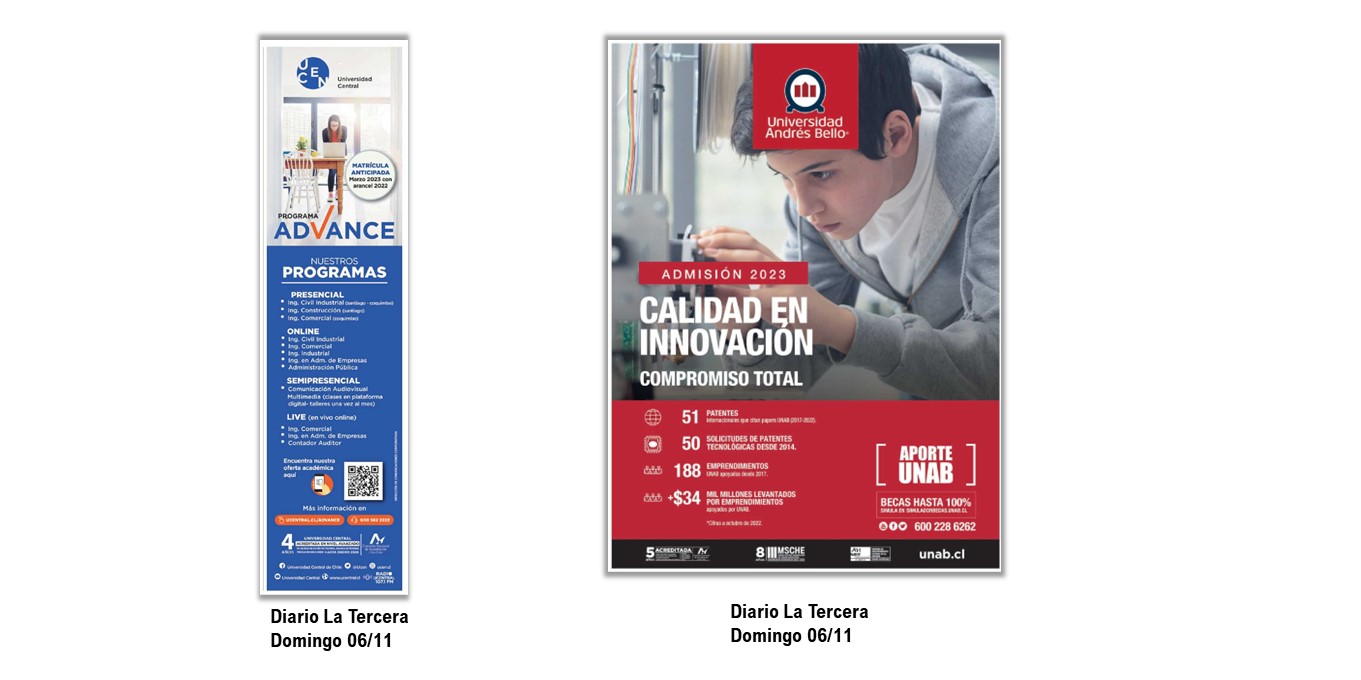 UCEN
Universidad
Central
MATRÍCULA
ANTICIPADA
Marzo 2023 con
arancel 2022
PROGRAMA
ADVANCE
NUESTROS
PROGRAMAS
PRESENCIAL
Ing. Civil Industrial (santiago - coquimbo)
Ing. Construcción (santiago)
Ing. Comercial (coquimbo)
ONLINE
Ing. Civil Industrial
Ing. Comercial
Ing. Industrial
Ing. en Adm. de Empresas
Administración Pública
SEMIPRESENCIAL
Comunicación Audiovisual
Multimedia (clases en plataforma
digital- talleres una vez al mes)
LIVE (en vivo online)
Ing. Comercial
Ing. en Adm. de Empresas
Contador Auditor
Encuentra nuestra
oferta académica
aquí
Más información en
UCENTRAL.CL/ADVANCE
4 años
UNIVERSIDAD CENTRAL
ACREDITADA EN NIVEL AVANZADO
Universidad Central de Chile
Universidad Central
www.ucentral.cl
RADIO
UCENTRAL
107.1 FM
Diario La Tercera
Domingo 06/11
Universidad
Andrés Bello
ADMISIÓN 2023
CALIDAD EN
INNOVACIÓN
COMPROMISO TOTAL
51 PATENTES
Internacionales que citan papers UNAB (2017-2022).
50 SOLICITUDES DE PATENTES
TECNOLÓGICAS DESDE 2014.
188 EMPRENDIMIENTOS
UNAB apoyados desde 2017.
+$34 MIL MILLONES LEVANTADOS
POR EMPRENDIMIENTOS
apoyados por UNAB.
*Cifras a octubre de 2022.
APORTE
UNAB
BECAS HASTA 100%
SIMULA EN SIMULADORBECAS.UNAB.CL
600 228 6262
5 años ACREDITADA
8 años MSCHE
unab.cl
Diario La Tercera
Domingo 06/11